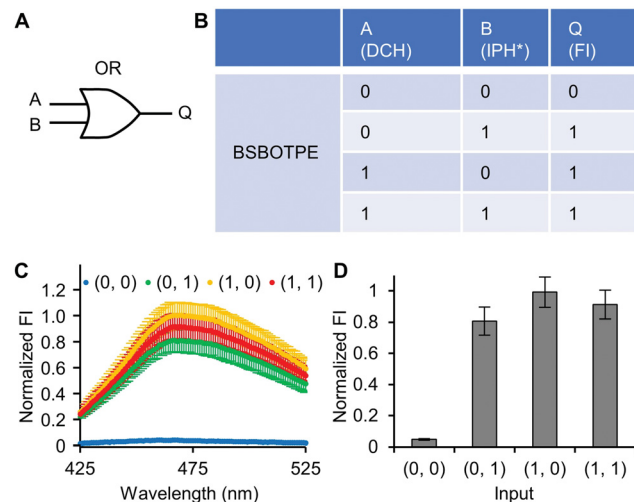 A
OR
A
B
Q
B
A (DCH)
B (IPH*)
Q (FI)
BSBOTPE
0 0 0
0 1 1
1 0 1
1 1 1
C
(0, 0) (0, 1) (1, 0) (1, 1)
Normalized FI
1.2
1.0
0.8
0.6
0.4
0.2
0
425 475 525
Wavelength (nm)
D
Normalized FI
1
0.8
0.6
0.4
0.2
0
(0, 0) (0, 1) (1, 0) (1, 1)
Input